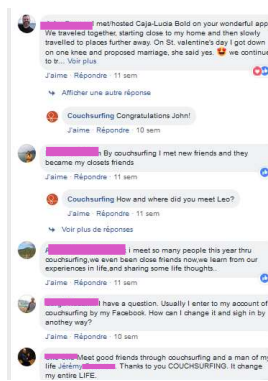 I met/hosted Caja-Lucia Bold on your wonderful app.
We traveled together, starting close to my home and then slowly
travelled to places further away. On St. valentine's day I got down
on one knee and proposed marriage, she said yes. 😍 we continue
to tr... Voir plus
J'aime · Répondre · 11 sem
Afficher une autre réponse
Couchsurfing Congratulations John!
J'aime · Répondre · 10 sem
By couchsurfing I met new friends and they
became my closets friends
J'aime · Répondre · 11 sem
Couchsurfing How and where did you meet Leo?
J'aime · Répondre · 11 sem
Voir plus de réponses
i meet so many people this year thru
couchsurfing,we even been close friends now,we learn from our
experiences in life,and sharing some life thoughts..
J'aime · Répondre · 11 sem
I have a question. Usually I enter to my account of
couchsurfing by my Facebook. How can I change it and sigh in by
anothey way?
J'aime · Répondre · 10 sem
Meet good friends through couchsurfing and a man of my
life Jérémy . Thanks to you COUCHSURFING. It change
my entire LIFE.